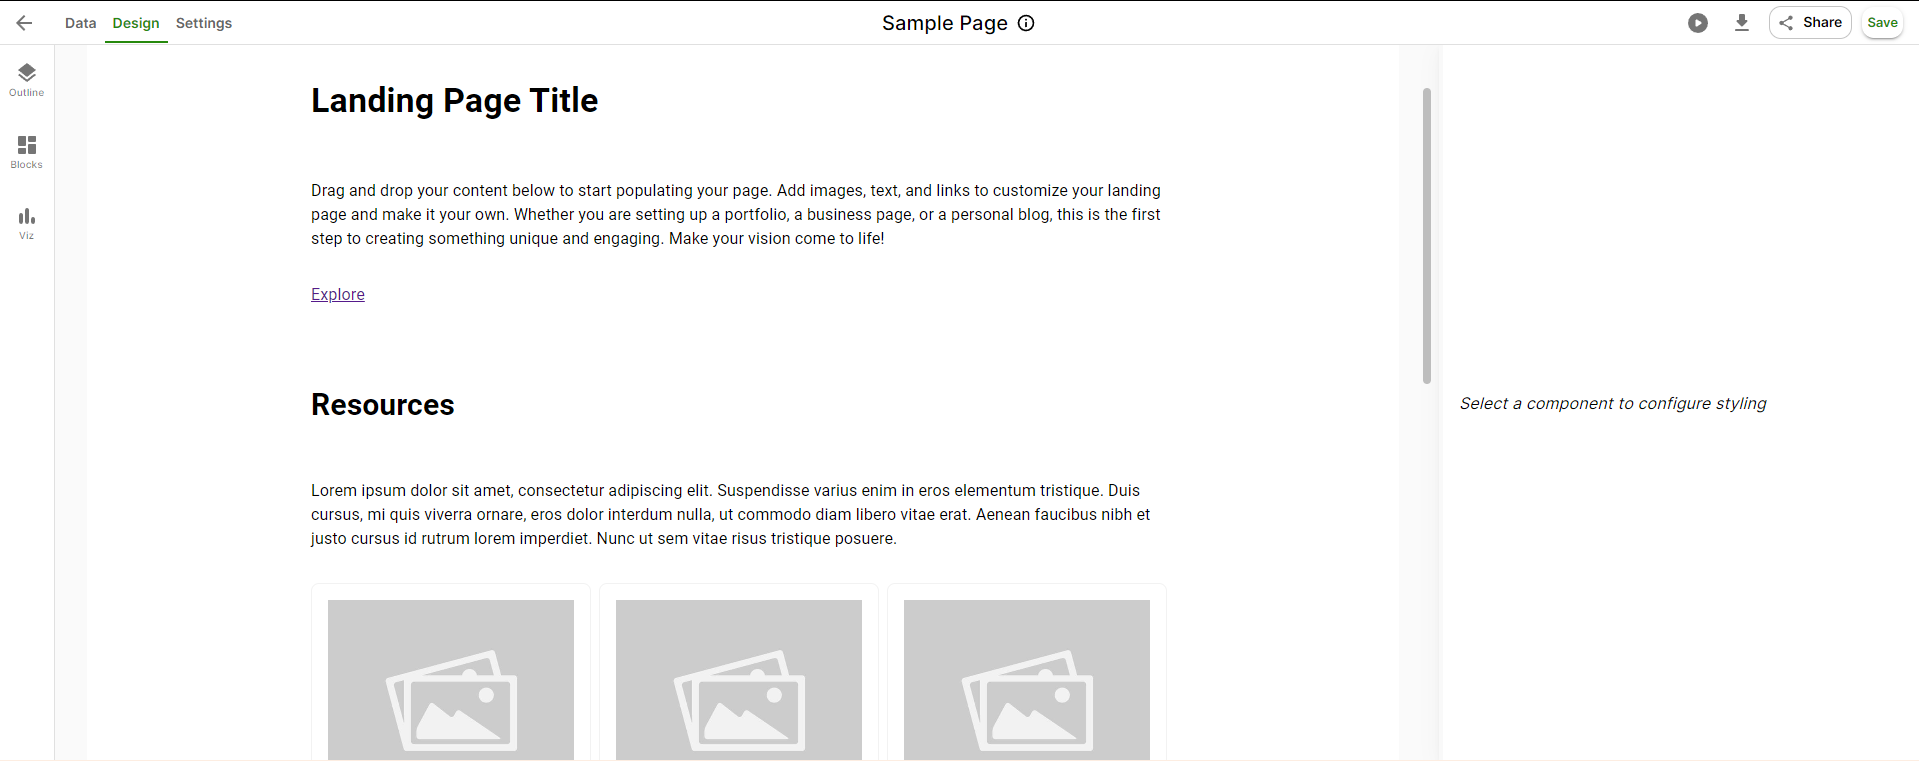 Data Design Settings
Sample Page
Share
Save
Outline
Blocks
Viz
Landing Page Title
Drag and drop your content below to start populating your page. Add images, text, and links to customize your landing
page and make it your own. Whether you are setting up a portfolio, a business page, or a personal blog, this is the first
step to creating something unique and engaging. Make your vision come to life!
Explore
Resources
Lorem ipsum dolor sit amet, consectetur adipiscing elit. Suspendisse varius enim in eros elementum tristique. Duis
cursus, mi quis viverra ornare, eros dolor interdum nulla, ut commodo diam libero vitae erat. Aenean faucibus nibh et
justo cursus id rutrum lorem imperdiet. Nunc ut sem vitae risus tristique posuere.
Select a component to configure styling